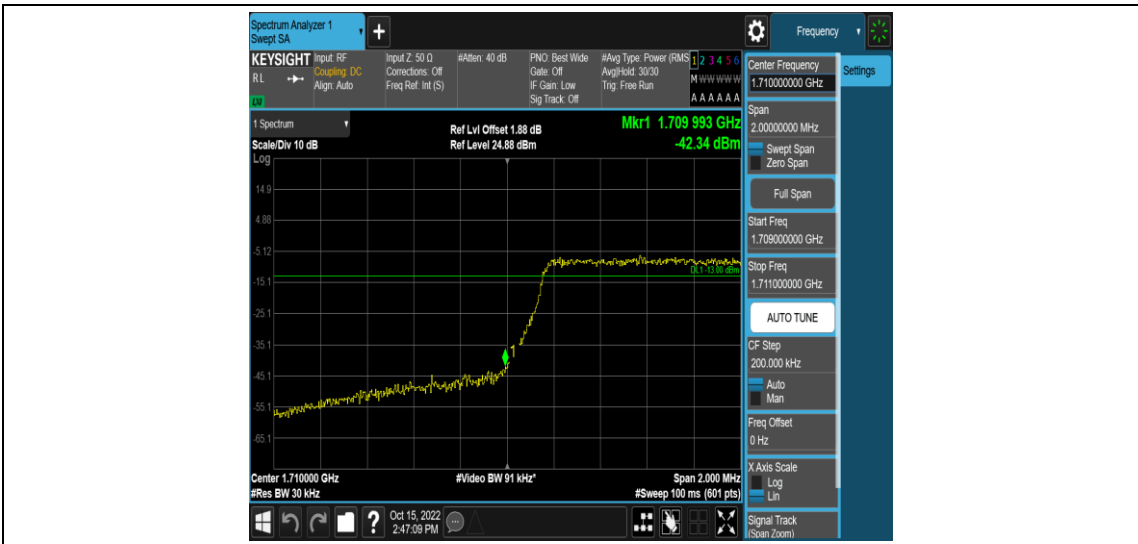 Spectrum Analyzer 1
Swept SA
+
Frequency
KEYSIGHT
RL
LXI
Input: RF
Coupling: DC
Align: Auto
Input Z: 50 Ω
Corrections: Off
Freq Ref: Int (S)
#Atten: 40 dB
PNO: Best Wide
Gate: Off
IF Gain: Low
Sig Track: Off
#Avg Type: Power (RMS
Avg|Hold: 30/30
Trig: Free Run
1 2 3 4 5 6
M W W W W W
A A A A A A
1 Spectrum
Scale/Div 10 dB
Log
Ref Lvl Offset 1.88 dB
Ref Level 24.88 dBm
Mkr1 1.709 993 GHz
-42.34 dBm
14.9
4.88
-5.12
-15.1
-25.1
-35.1
-45.1
-55.1
-65.1
DL1 -13.00 dBm
1
Center 1.710000 GHz
#Res BW 30 kHz
#Video BW 91 kHz*
Span 2.000 MHz
#Sweep 100 ms (601 pts)
Center Frequency
1.710000000 GHz
Settings
Span
2.00000000 MHz
Swept Span
Zero Span
Full Span
Start Freq
1.709000000 GHz
Stop Freq
1.711000000 GHz
AUTO TUNE
CF Step
200.000 kHz
Auto
Man
Freq Offset
0 Hz
X Axis Scale
Log
Lin
Signal Track
(Span Zoom)
?
Oct 15, 2022
2:47:09 PM